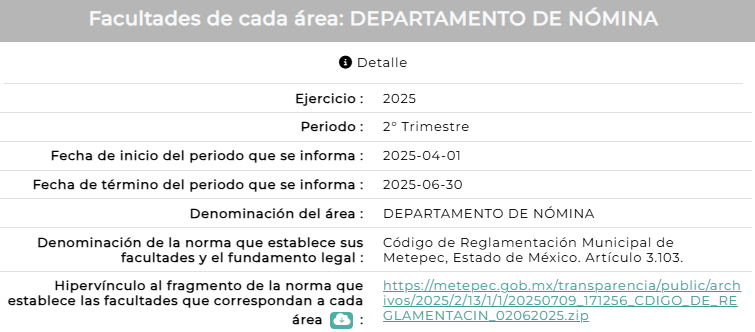 Facultades de cada área: DEPARTAMENTO DE NÓMINA
Detalle
Ejercicio : 2025
Periodo : 2° Trimestre
Fecha de inicio del periodo que se informa : 2025-04-01
Fecha de término del periodo que se informa : 2025-06-30
Denominación del área : DEPARTAMENTO DE NÓMINA
Denominación de la norma que establece sus
facultades y el fundamento legal :
Código de Reglamentación Municipal de
Metepec, Estado de México. Artículo 3.103.
Hipervínculo al fragmento de la norma que
establece las facultades que correspondan a cada
área :
https://metepec.gob.mx/transparencia/public/arch
ivos/2025/2/13/1/1/20250709_171256_CDIGO_DE_RE
GLAMENTACIN_02062025.zip